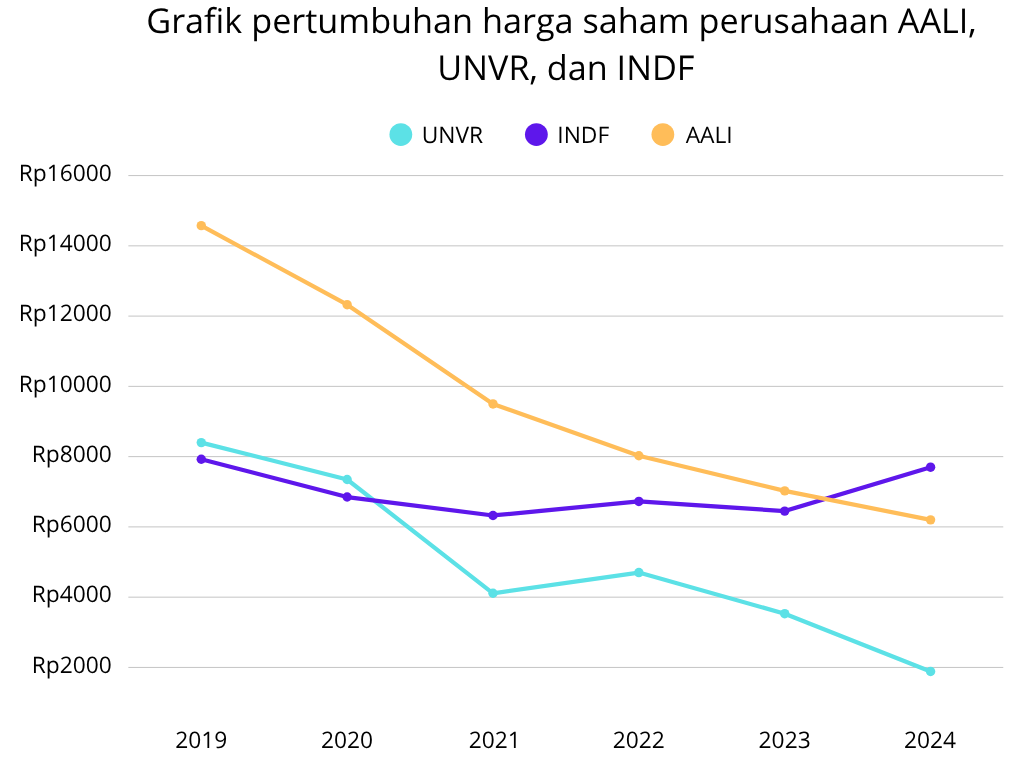 Grafik pertumbuhan harga saham perusahaan AALI,
UNVR, dan INDF
UNVR INDF AALI
Rp16000
Rp14000
Rp12000
Rp10000
Rp8000
Rp6000
Rp4000
Rp2000
2019 2020 2021 2022 2023 2024